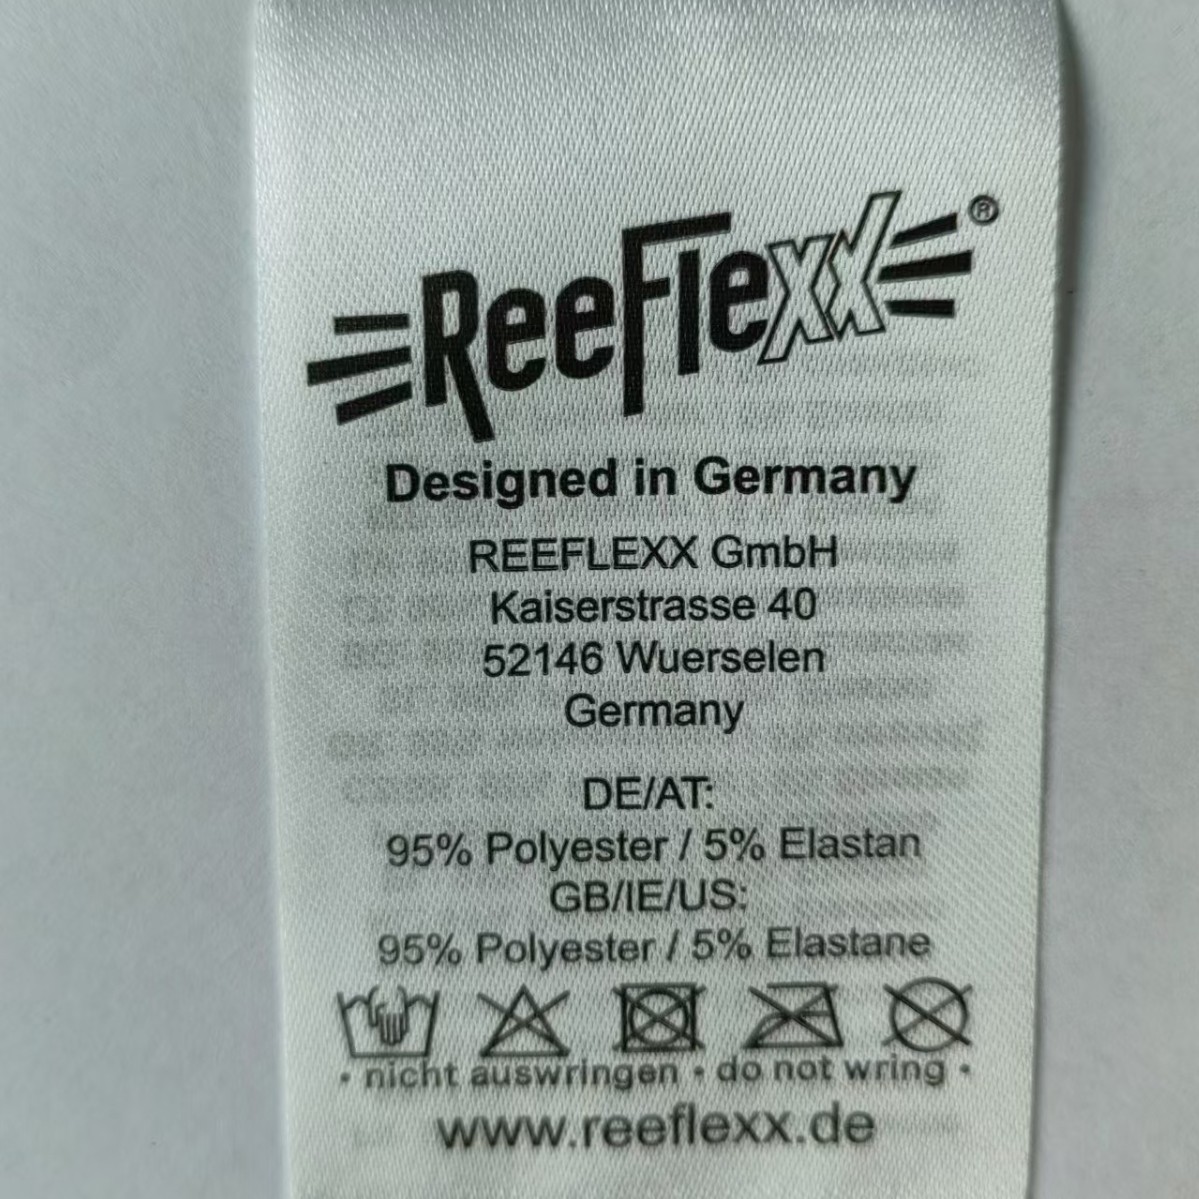 ReeFlexx®
Designed in Germany
REEFLEXX GmbH
Kaiserstrasse 40
52146 Wuerselen
Germany
DE/AT:
95% Polyester / 5% Elastan
GB/IE/US:
95% Polyester / 5% Elastane
• nicht auswringen • do not wring •
www.reeflexx.de